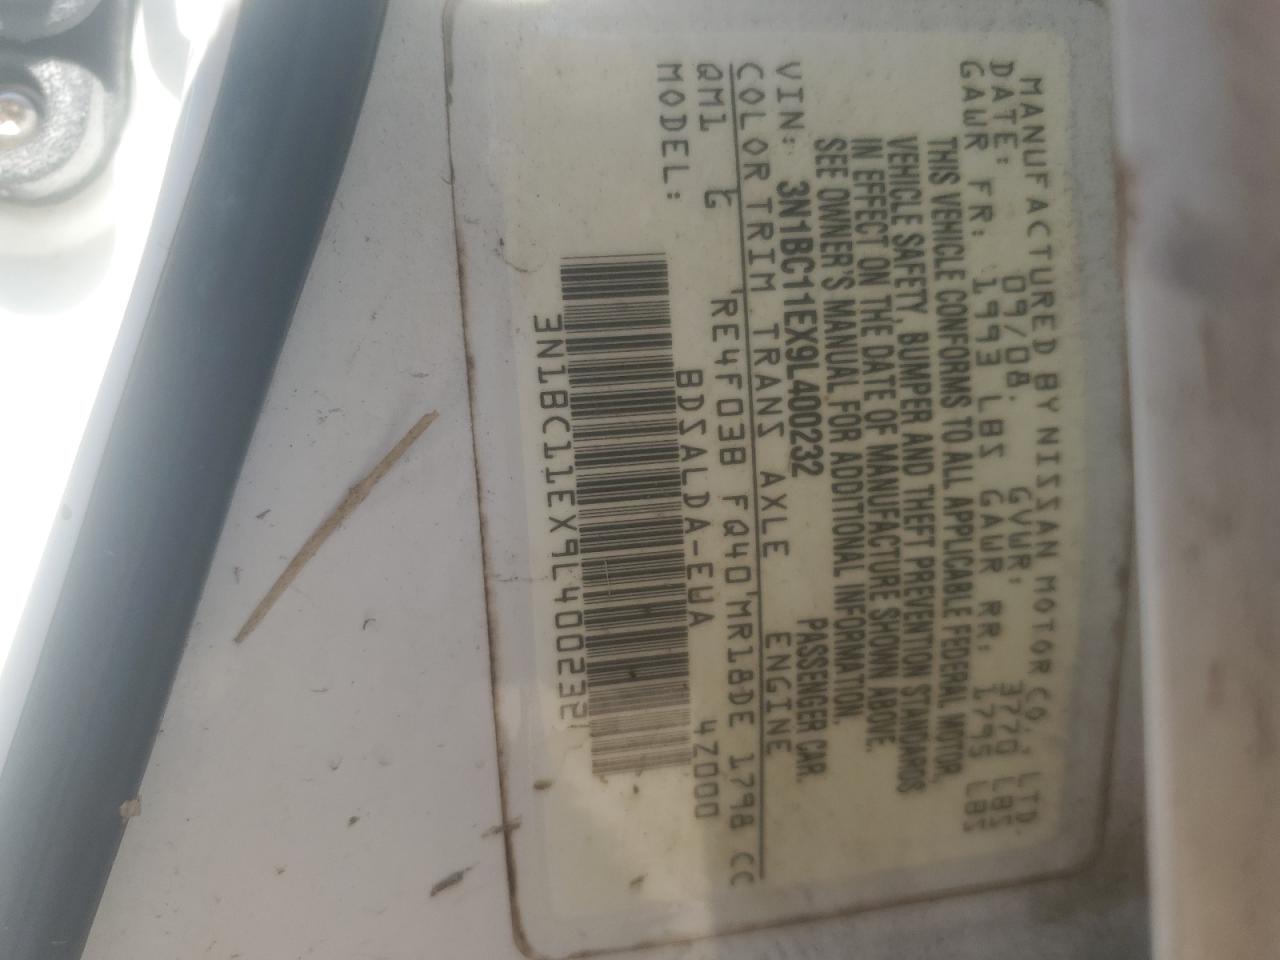 MANUFACTURED BY NISSAN MOTOR CO., LTD.
DATE: 09/08. GVWR: 3770 LBS
GAWR FR: 1993 LBS GAWR RR: 1795 LBS
THIS VEHICLE CONFORMS TO ALL APPLICABLE FEDERAL MOTOR
VEHICLE SAFETY, BUMPER AND THEFT PREVENTION STANDARDS
IN EFFECT ON THE DATE OF MANUFACTURE SHOWN ABOVE.
SEE OWNER'S MANUAL FOR ADDITIONAL INFORMATION.
VIN: 3N1BC11EX9L400232 PASSENGER CAR.
COLOR TRIM TRANS AXLE ENGINE
QM1 G RE4F03B FQ40 MR18DE 1798 CC
MODEL: BDSALDA-EWA 4Z000
3N1BC11EX9L400232